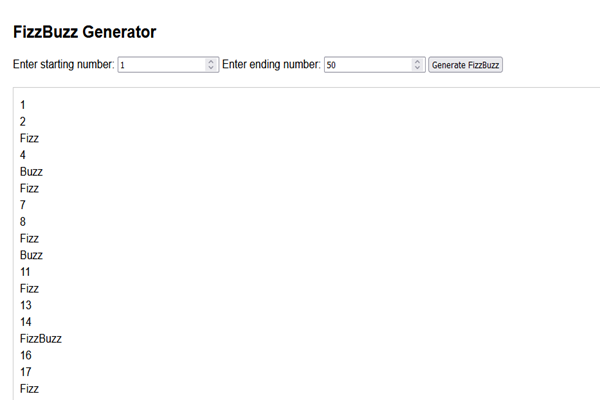 FizzBuzz Generator
Enter starting number: 1 Enter ending number: 50 Generate FizzBuzz
1
2
Fizz
4
Buzz
Fizz
7
8
Fizz
Buzz
11
Fizz
13
14
FizzBuzz
16
17
Fizz